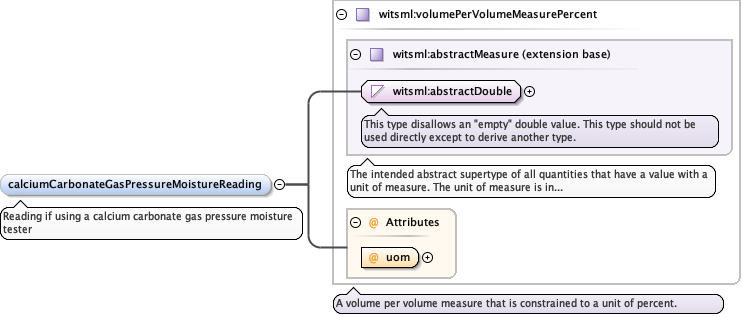 witsml:volumePerVolumeMeasurePercent
witsml:abstractMeasure (extension base)
witsml:abstractDouble
This type disallows an "empty" double value. This type should not be
used directly except to derive another type.
The intended abstract supertype of all quantities that have a value with a
unit of measure. The unit of measure is in...
calciumCarbonateGasPressureMoistureReading
Reading if using a calcium carbonate gas pressure moisture
tester
@ Attributes
@ uom
A volume per volume measure that is constrained to a unit of percent.